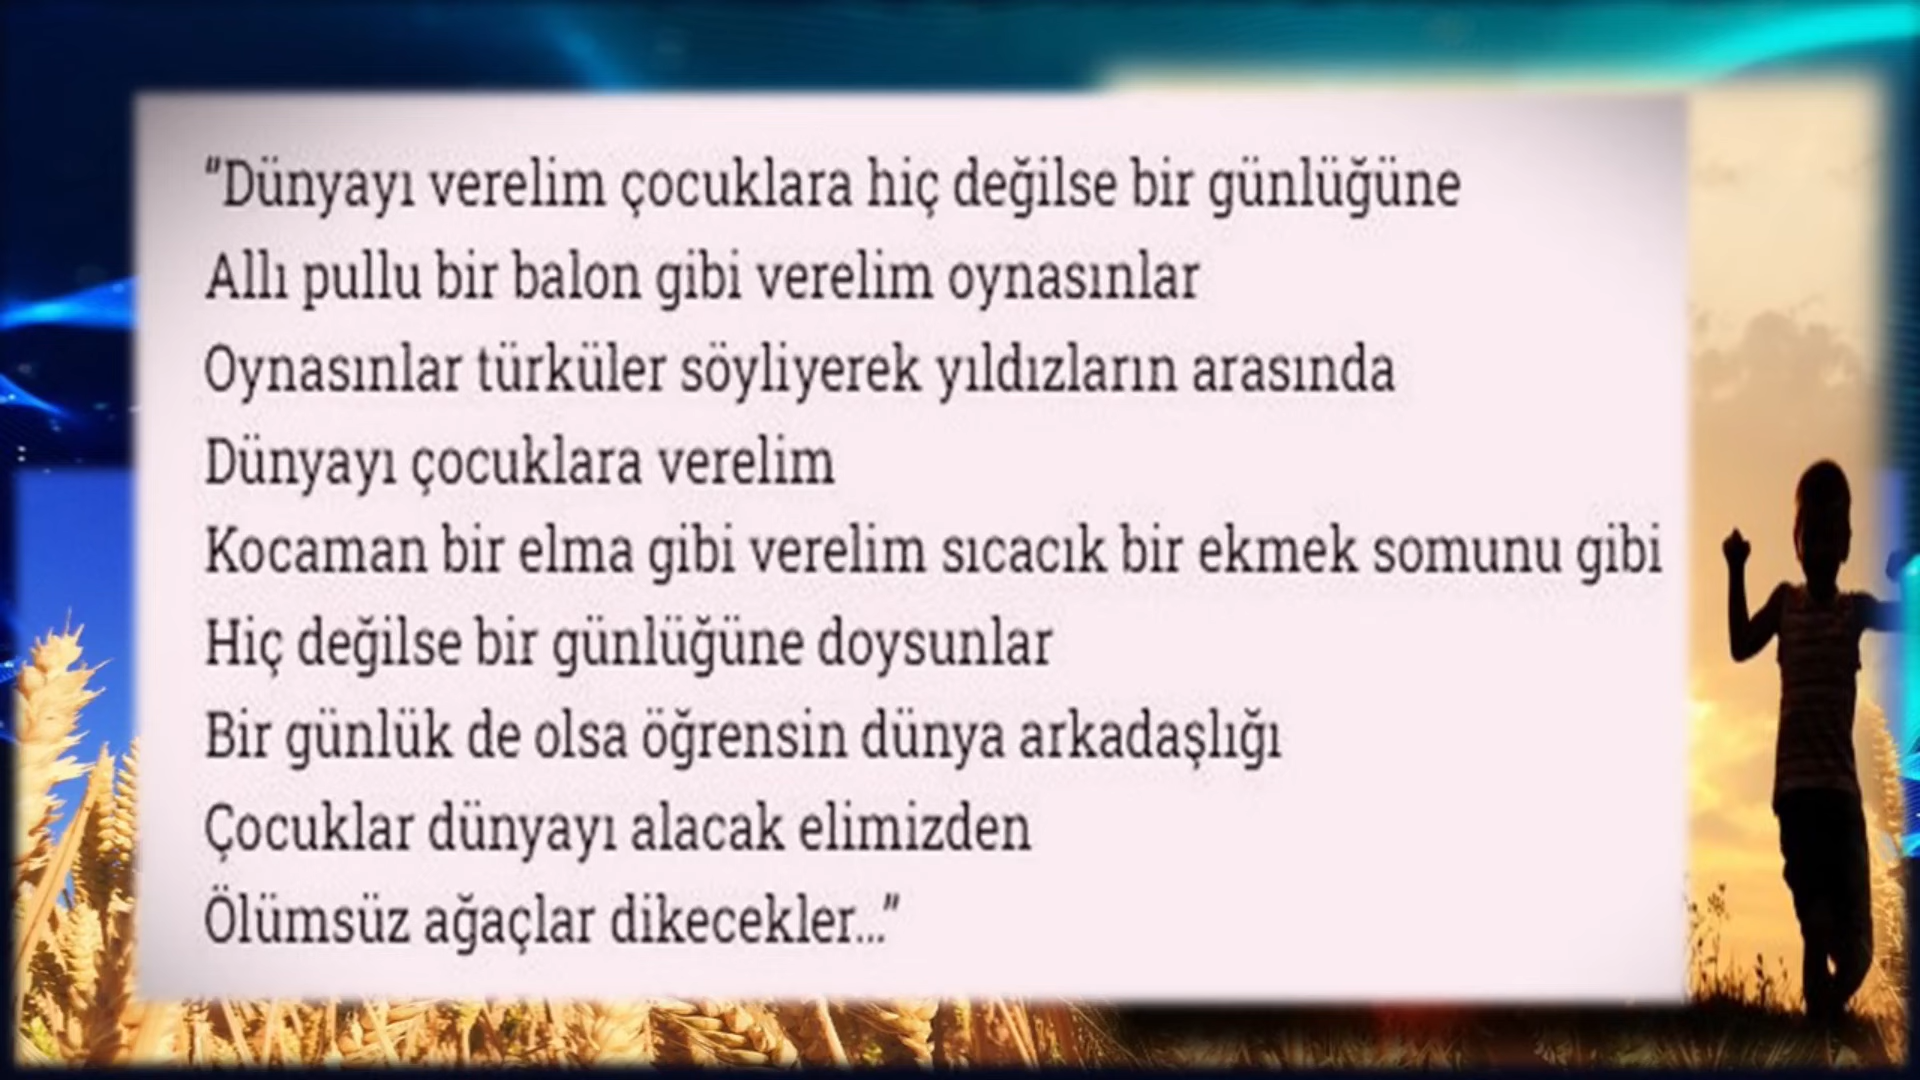 "Dünyayı verelim çocuklara hiç değilse bir günlüğüne
Allı pullu bir balon gibi verelim oynasınlar
Oynasınlar türküler söyliyerek yıldızların arasında
Dünyayı çocuklara verelim
Kocaman bir elma gibi verelim sıcacık bir ekmek somunu gibi
Hiç değilse bir günlüğüne doysunlar
Bir günlük de olsa öğrensin dünya arkadaşlığı
Çocuklar dünyayı alacak elimizden
Ölümsüz ağaçlar dikecekler..."